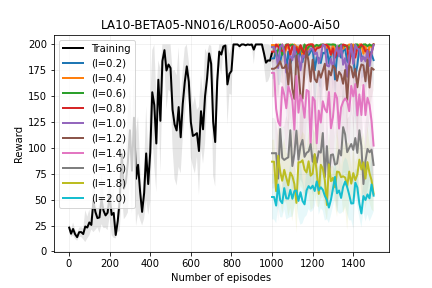 LA10-BETA05-NN016/LR0050-Ao00-Ai50
200
175
150
125
100
75
50
25
0
Reward
Training
(l=0.2)
(l=0.4)
(l=0.6)
(l=0.8)
(l=1.0)
(l=1.2)
(l=1.4)
(l=1.6)
(l=1.8)
(l=2.0)
0 200 400 600 800 1000 1200 1400
Number of episodes